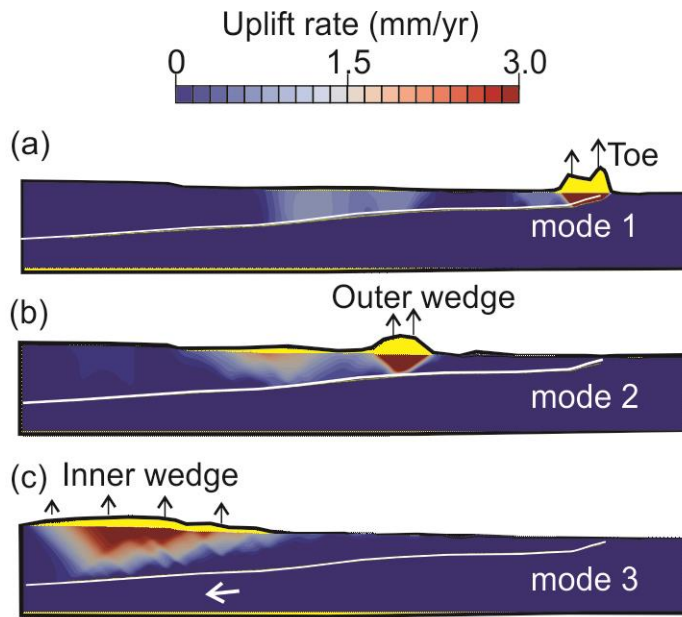 Uplift rate (mm/yr)
0 1.5 3.0
(a)
Toe
mode 1
Outer wedge
(b)
mode 2
(c) Inner wedge
mode 3